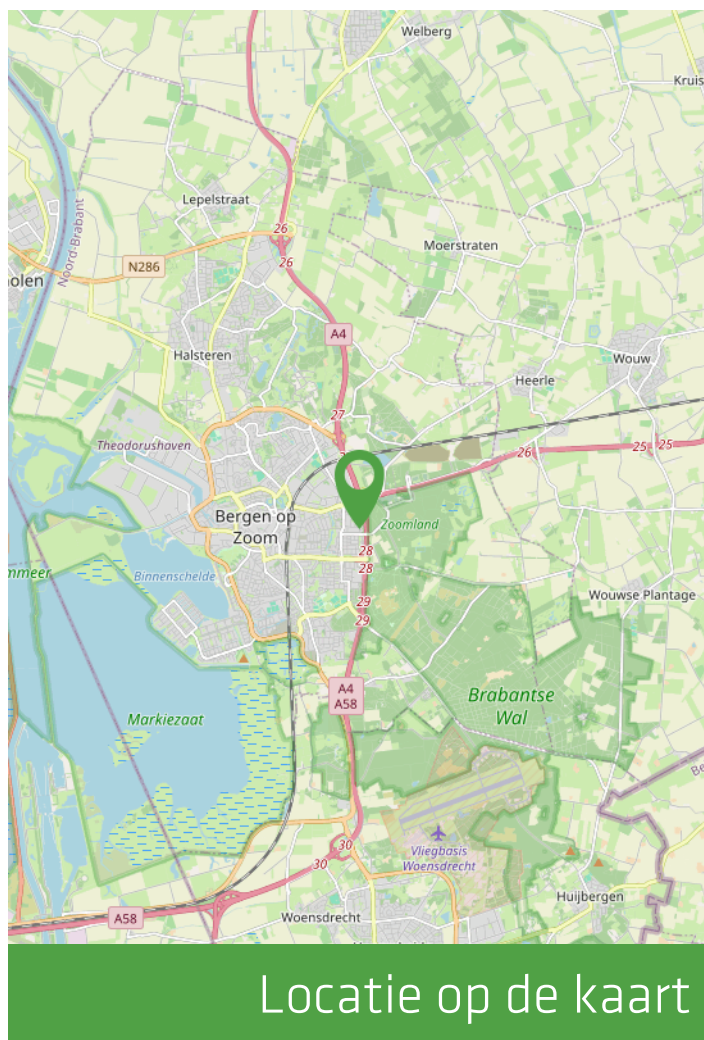 Welberg
Kruis
Lepelstraat
Noord-Brabant
26
Moerstraten
26
N286
olen
A4
Halsteren
Wouw
Heerle
27
Theodorushaven
25
25
26
Bergen op
Zoom
Zoomland
28
28
mmeer
Binnenschelde
Wouwse Plantage
29
29
A4
A58
Brabantse
Wal
Markiezaat
Be
30
Vliegbasis
Woensdrecht
30
Huijbergen
A58
Woensdrecht
Locatie op de kaart